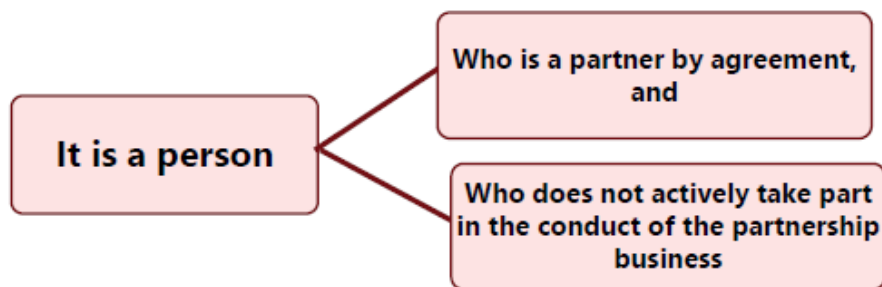 It is a person
Who is a partner by agreement,
and
Who does not actively take part
in the conduct of the partnership
business